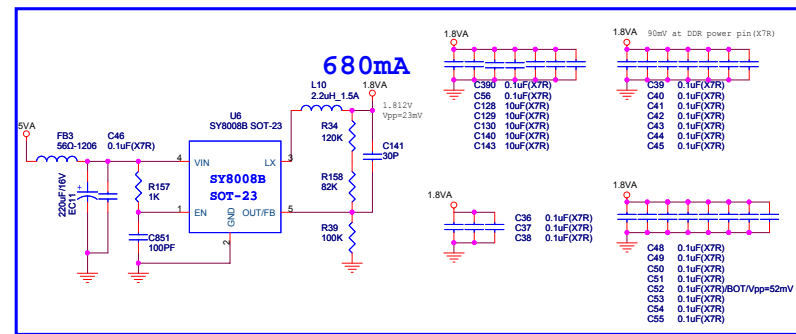 680mA
1.8VA
L10
2.2uH_1.5A
1.812V
Vpp=23mV
U6
SY8008B SOT-23
5VA
FB3
56Ω-1206
C46
0.1uF(X7R)
220uF/16V
EC11
+
R157
1K
C851
100PF
4
VIN
LX
3
SY8008B
SOT-23
1
EN
GND
OUT/FB
5
2
R34
120K
R158
82K
R39
100K
C141
30P
1.8VA
C390 0.1uF(X7R)
C56 0.1uF(X7R)
C128 10uF(X7R)
C129 10uF(X7R)
C130 10uF(X7R)
C140 10uF(X7R)
C143 10uF(X7R)
1.8VA
90mV at DDR power pin(X7R)
C39 0.1uF(X7R)
C40 0.1uF(X7R)
C41 0.1uF(X7R)
C42 0.1uF(X7R)
C43 0.1uF(X7R)
C44 0.1uF(X7R)
C45 0.1uF(X7R)
1.8VA
C36 0.1uF(X7R)
C37 0.1uF(X7R)
C38 0.1uF(X7R)
1.8VA
C48 0.1uF(X7R)
C49 0.1uF(X7R)
C50 0.1uF(X7R)
C51 0.1uF(X7R)
C52 0.1uF(X7R)/BOT/Vpp=52mV
C53 0.1uF(X7R)
C54 0.1uF(X7R)
C55 0.1uF(X7R)